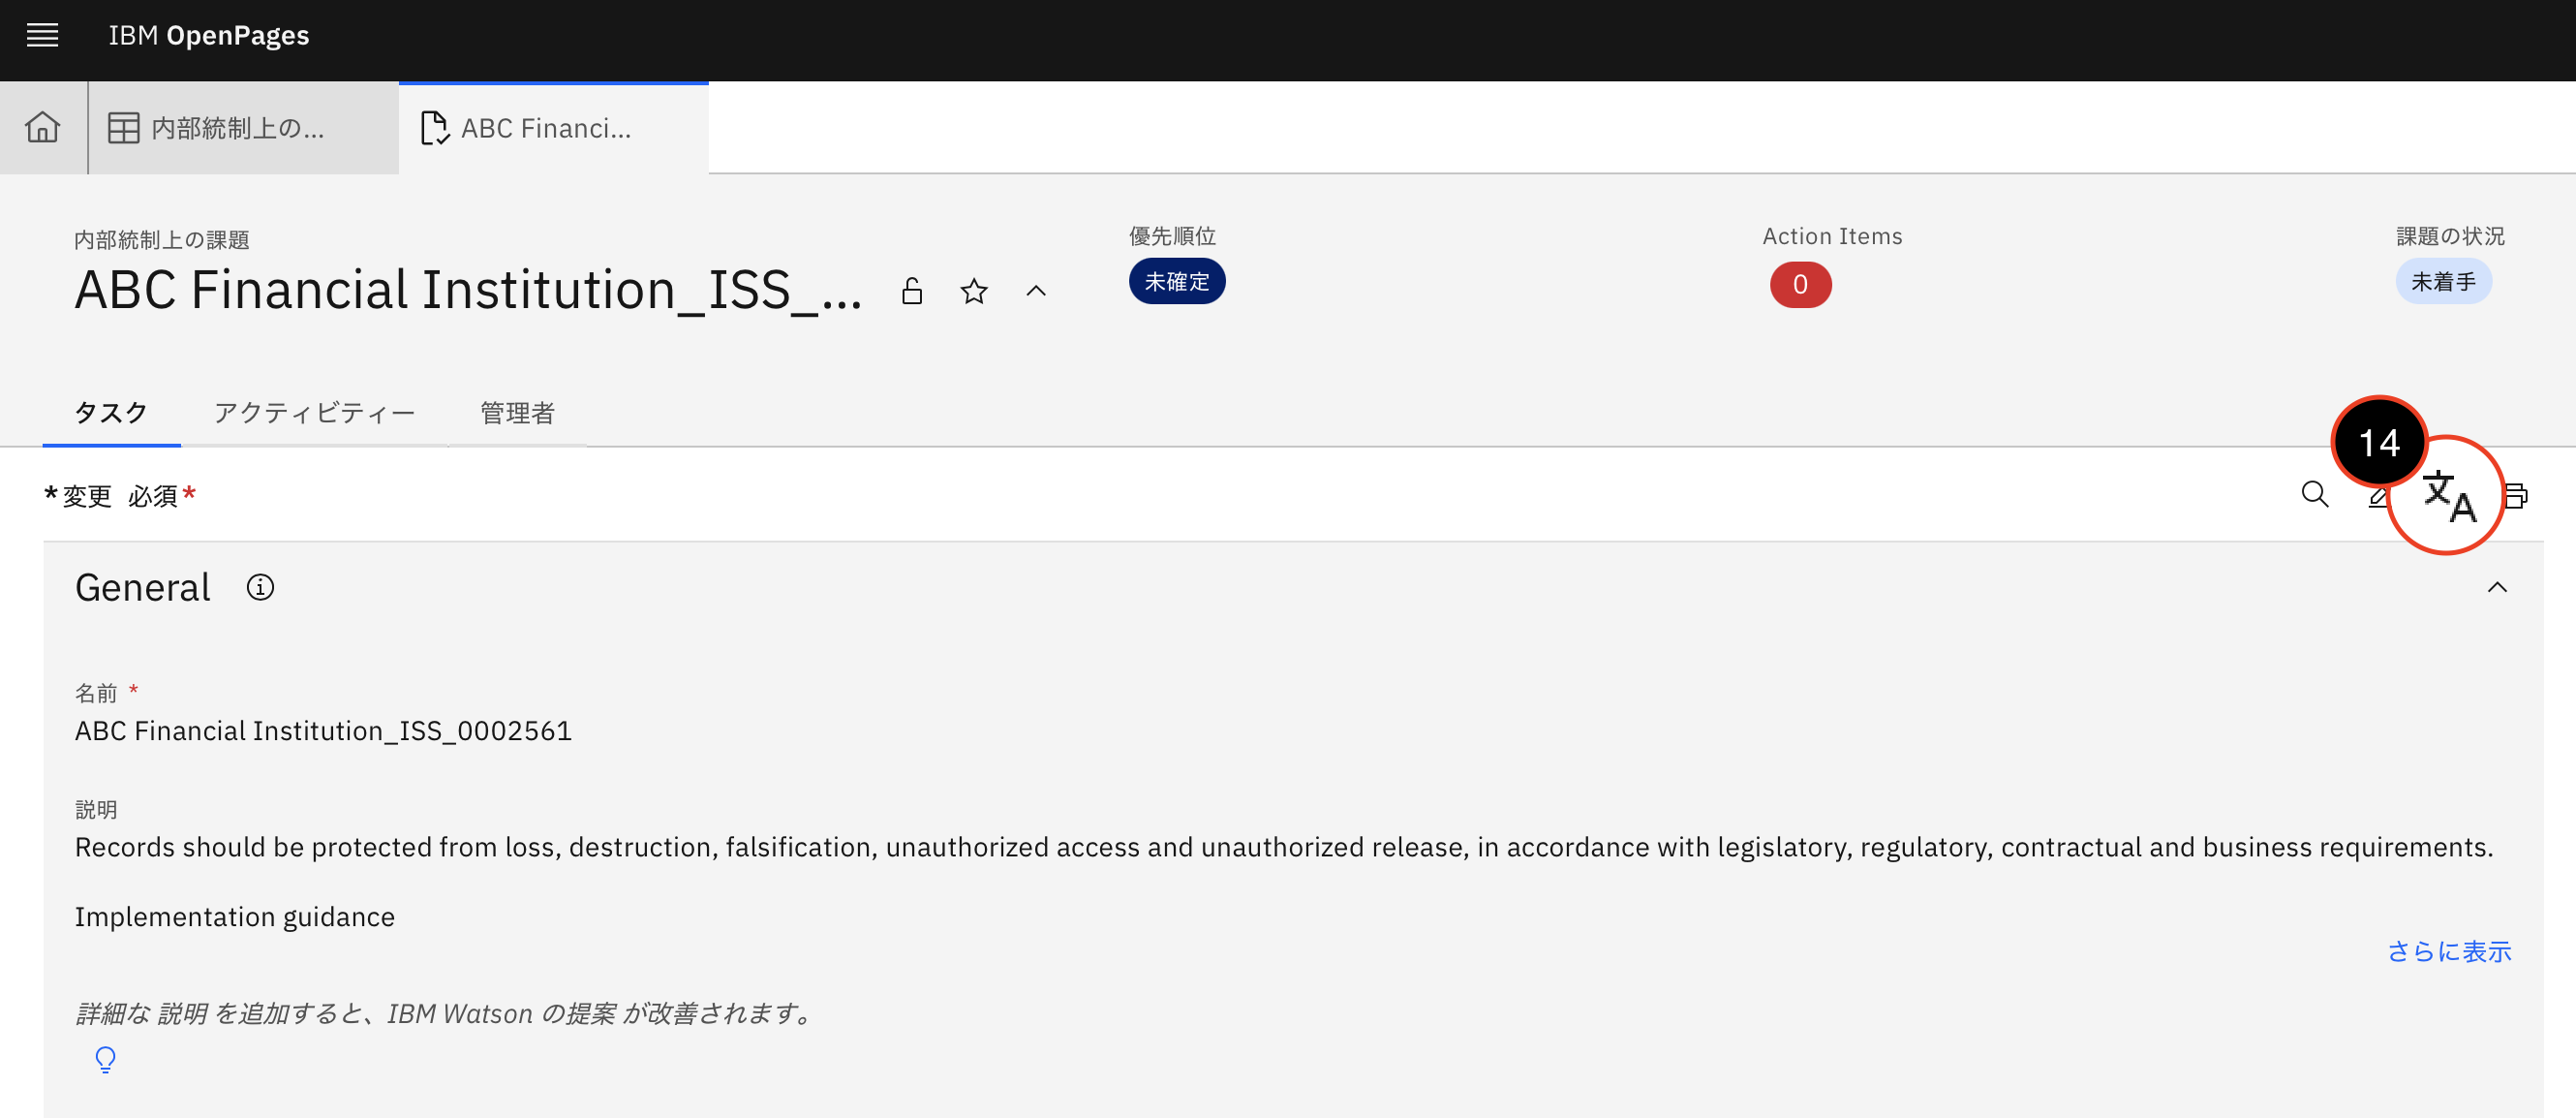 IBM OpenPages
内部統制上の...
ABC Financi...
内部統制上の課題
ABC Financial Institution_ISS_...
優先順位
未確定
Action Items
0
課題の状況
未着手
タスク アクティビティー 管理者
14
*変更 必須*
文A
General
名前 *
ABC Financial Institution_ISS_0002561
説明
Records should be protected from loss, destruction, falsification, unauthorized access and unauthorized release, in accordance with legislatory, regulatory, contractual and business requirements.
Implementation guidance
さらに表示
詳細な 説明 を追加すると、IBM Watson の提案 が改善されます。